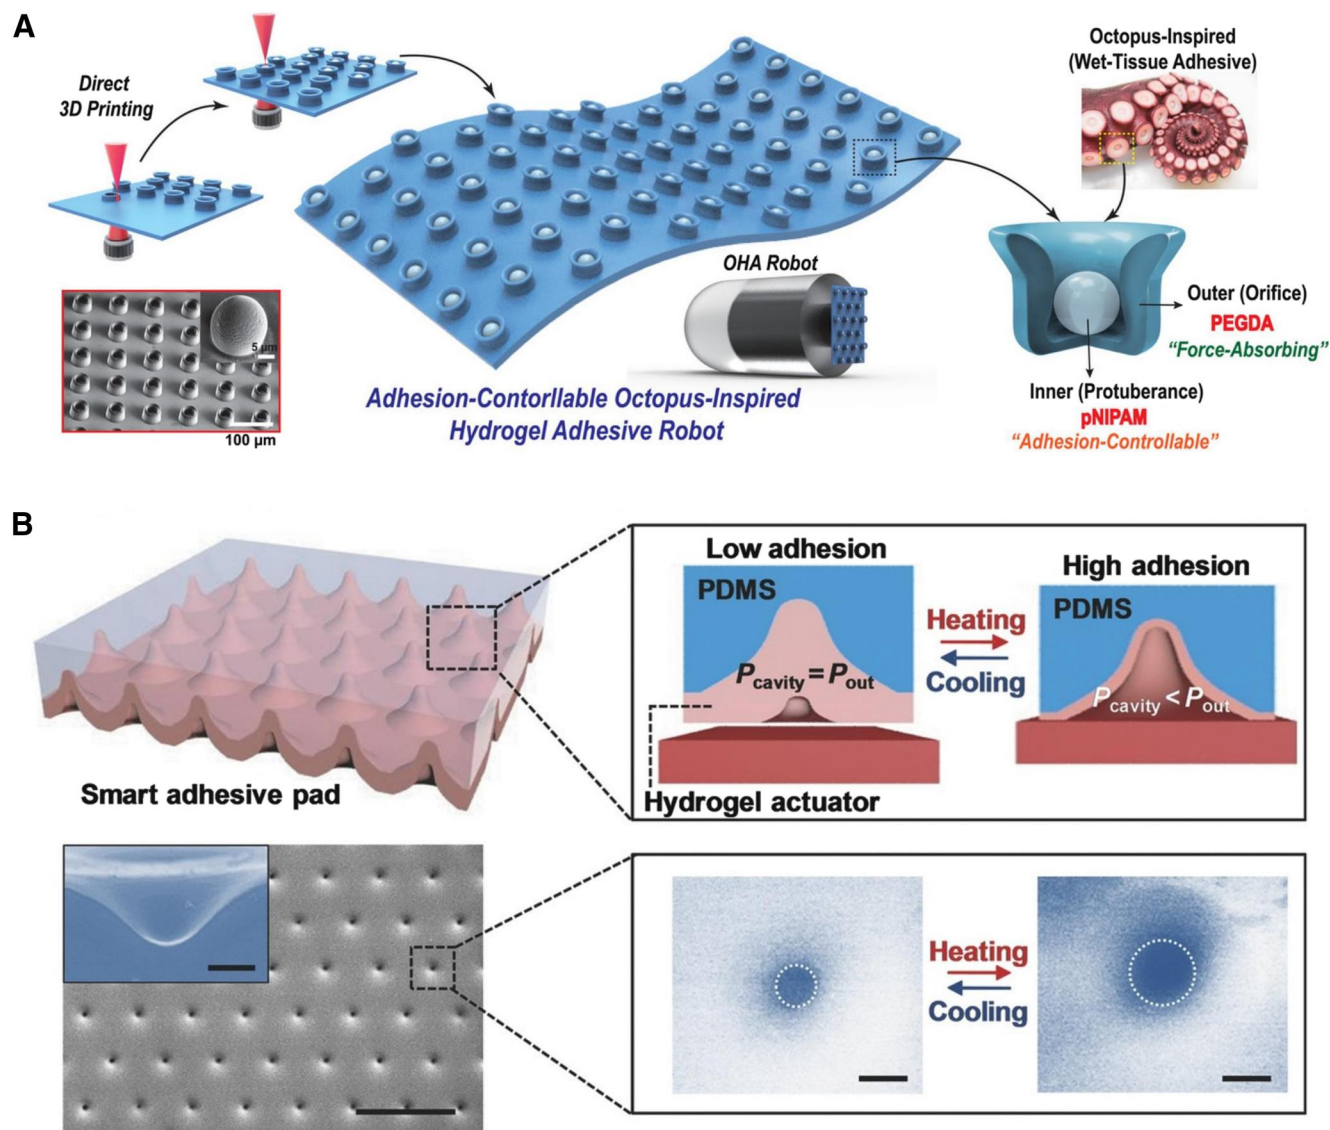 A
Direct
3D Printing
5 μm
100 μm
OHA Robot
Adhesion-Contorllable Octopus-Inspired
Hydrogel Adhesive Robot
Octopus-Inspired
(Wet-Tissue Adhesive)
Outer (Orifice)
PEGDA
“Force-Absorbing”
Inner (Protuberance)
pNIPAM
“Adhesion-Controllable”
B
Smart adhesive pad
Low adhesion
PDMS
Pcavity = Pout
Hydrogel actuator
Heating
Cooling
High adhesion
PDMS
Pcavity < Pout
Heating
Cooling